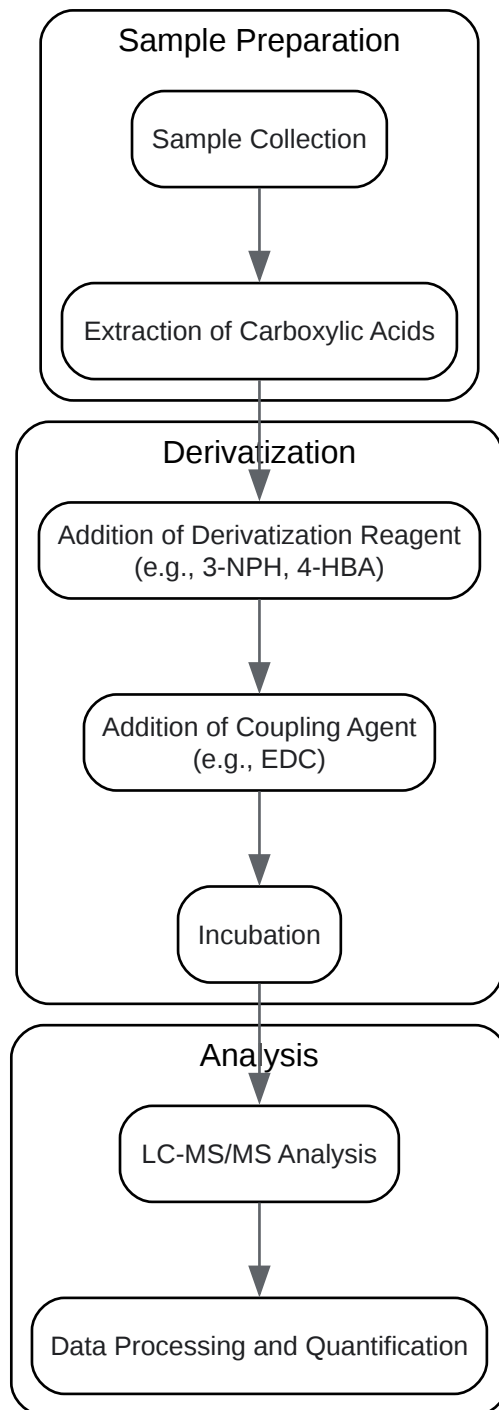 Sample Preparation
Sample Collection
Extraction of Carboxylic Acids
Derivatization
Addition of Derivatization Reagent
(e.g., 3-NPH, 4-HBA)
Addition of Coupling Agent
(e.g., EDC)
Incubation
Analysis
LC-MS/MS Analysis
Data Processing and Quantification